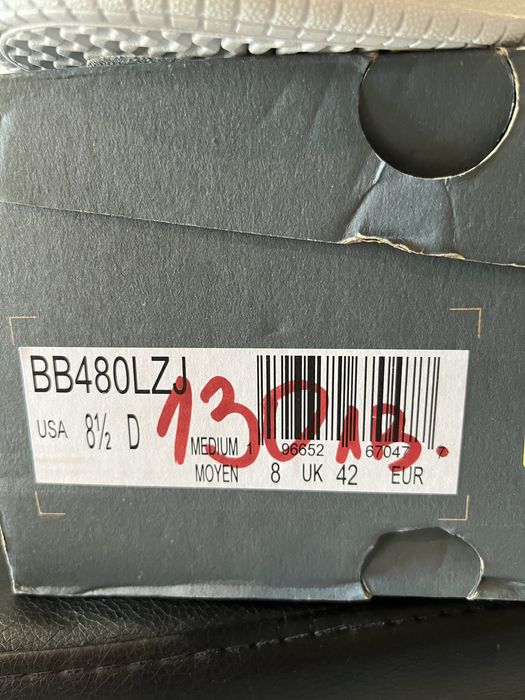 BB480LZJ
USA 8½ D
130лв.
MEDIUM 1 96652 67047 7
MOYEN 8 UK 42 EUR